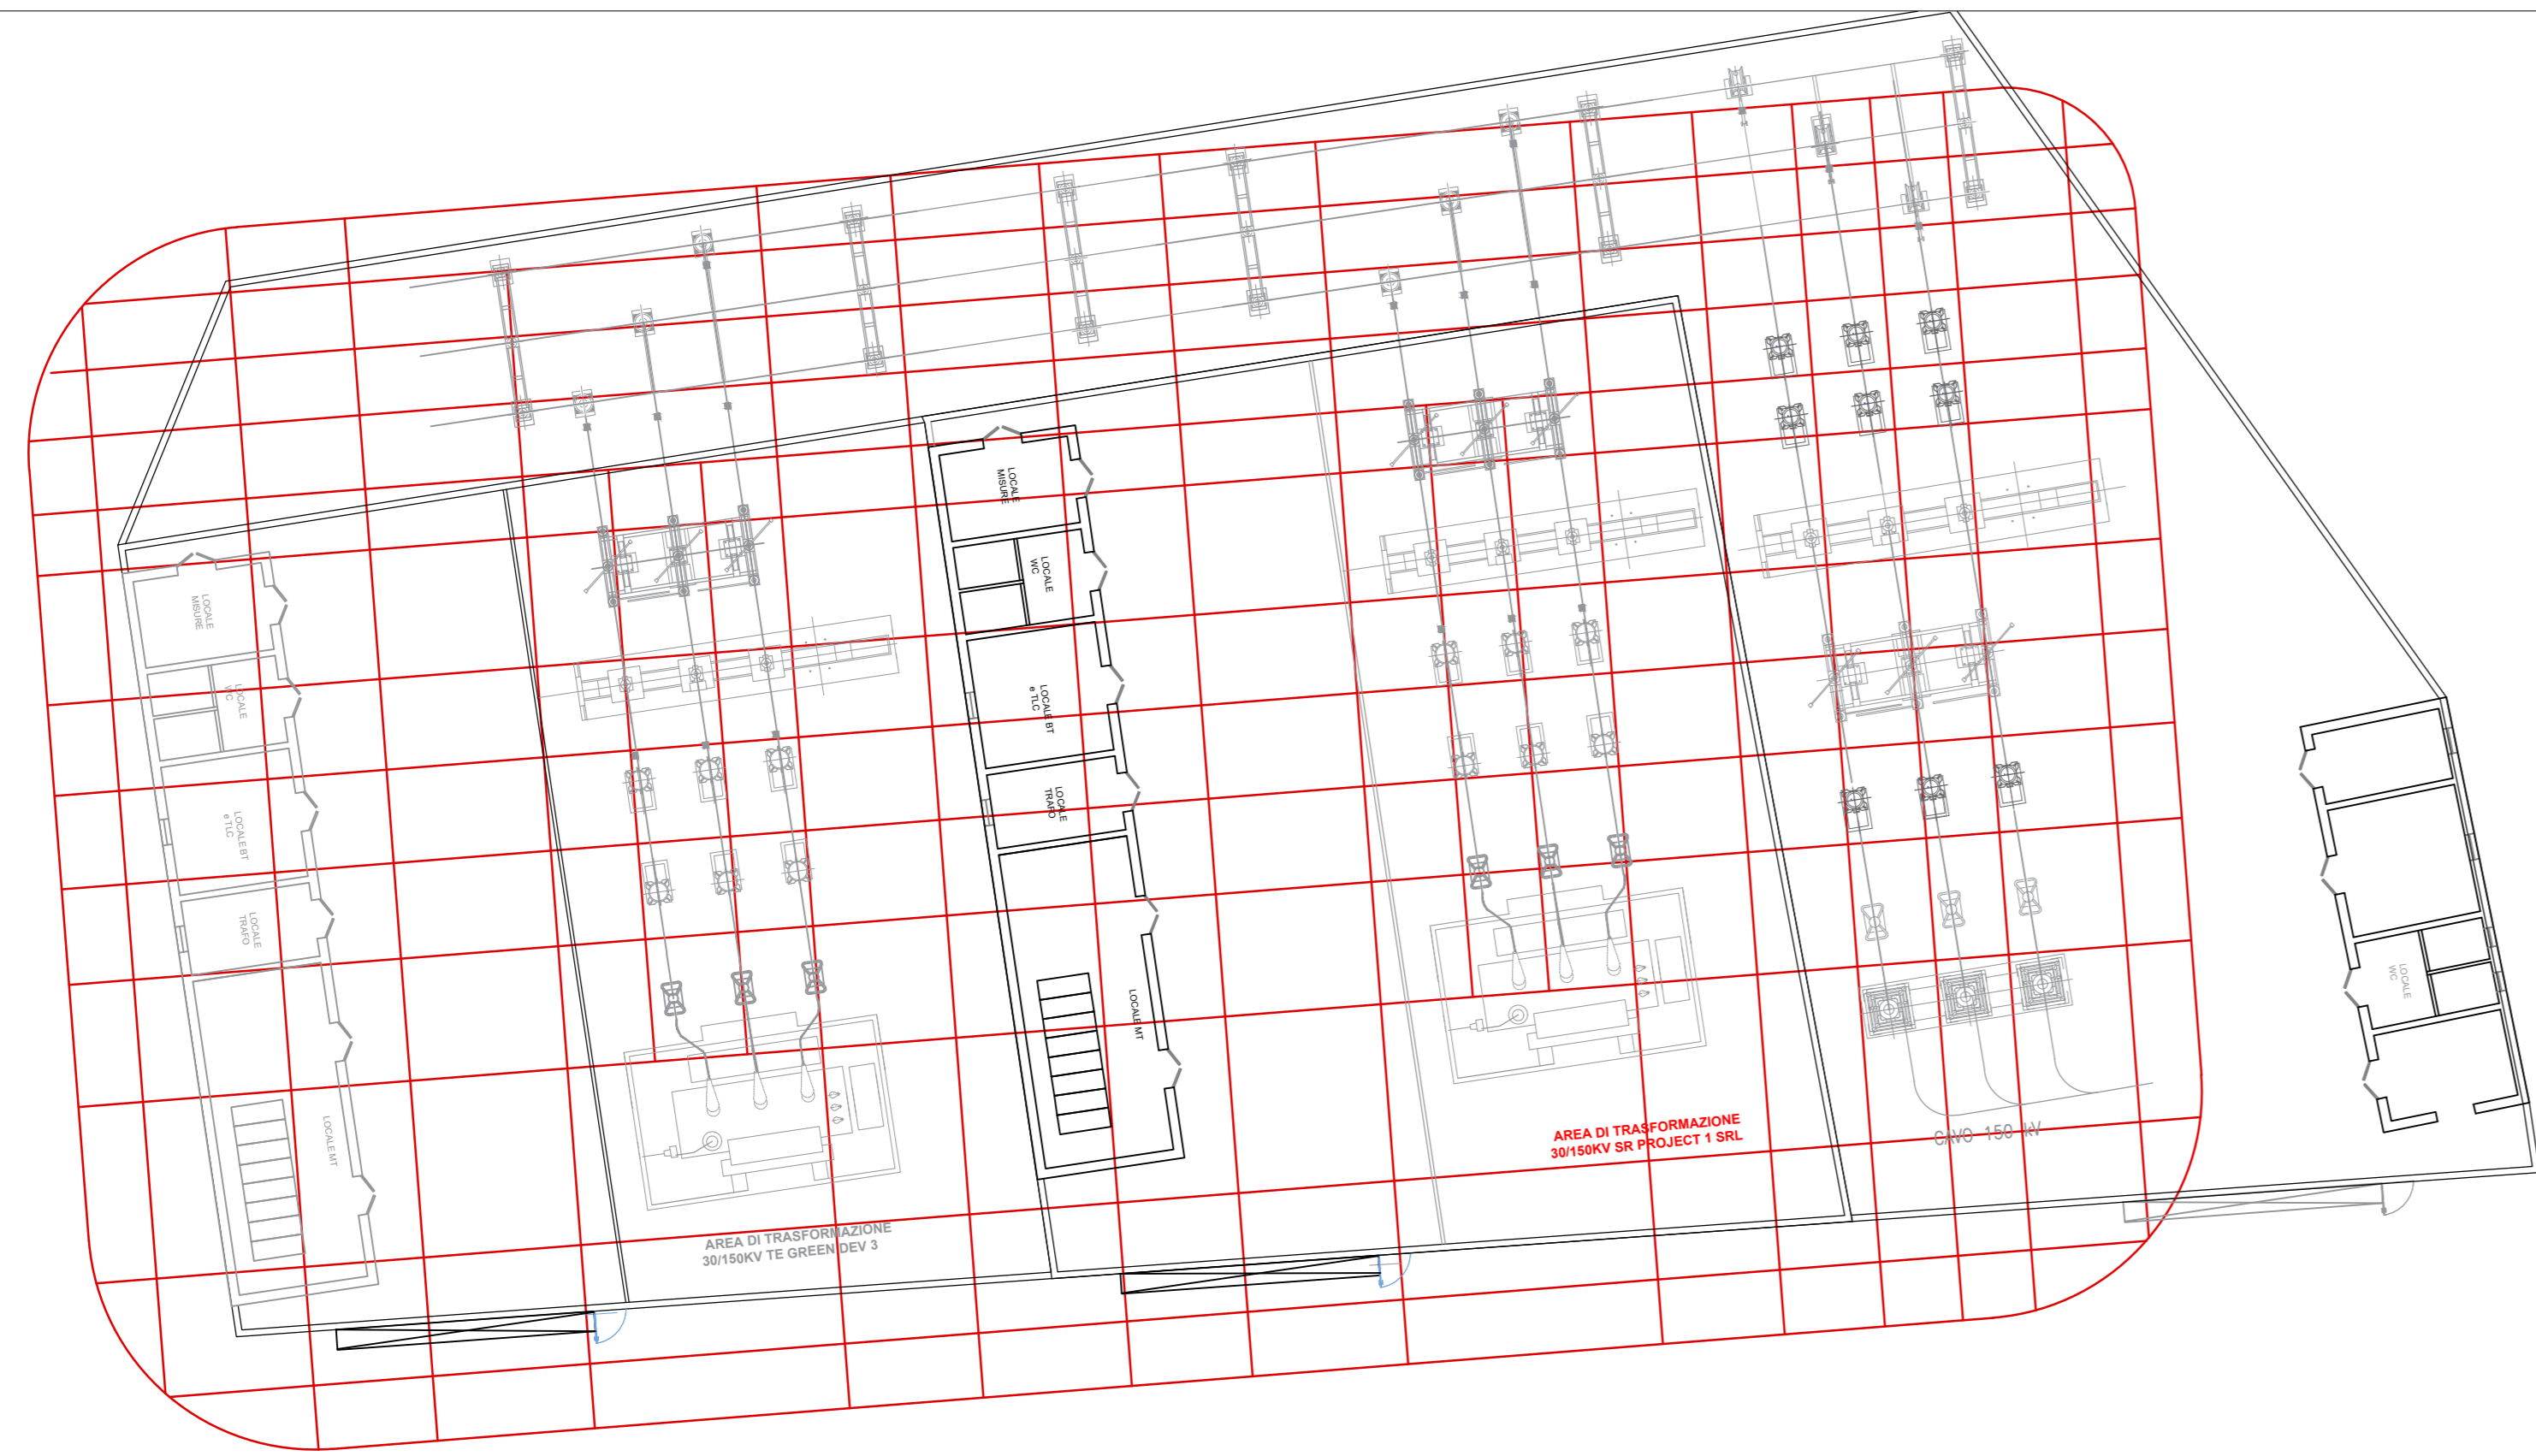 LOCALE
MISURE
LOCALE
WC
LOCALE BT
e TLC
LOCALE
TRAFO
LOCALE MT
AREA DI TRASFORMAZIONE
30/150KV TE GREEN DEV 3
LOCALE
MISURE
LOCALE
WC
LOCALE BT
e TLC
LOCALE
TRAFO
LOCALE MT
AREA DI TRASFORMAZIONE
30/150KV SR PROJECT 1 SRL
CAVO 150 kV
LOCALE
WC